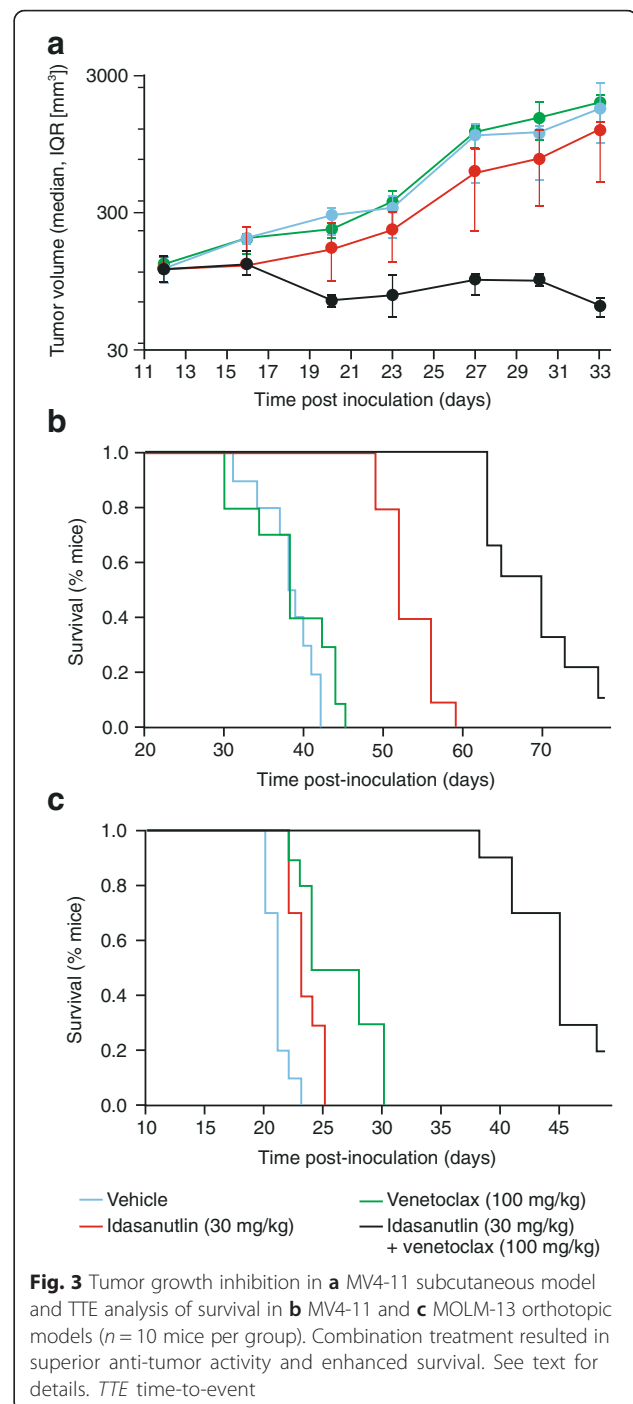 a
Tumor volume (median, IQR [mm³])
3000
300
30
11 13 15 17 19 21 23 25 27 29 31 33
Time post inoculation (days)
b
Survival (% mice)
1.0
0.8
0.6
0.4
0.2
0.0
20 30 40 50 60 70
Time post-inoculation (days)
c
Survival (% mice)
1.0
0.8
0.6
0.4
0.2
0.0
10 15 20 25 30 35 40 45
Time post-inoculation (days)
Vehicle
Idasanutlin (30 mg/kg)
Venetoclax (100 mg/kg)
Idasanutlin (30 mg/kg)
+ venetoclax (100 mg/kg)
Fig. 3 Tumor growth inhibition in a MV4-11 subcutaneous model
and TTE analysis of survival in b MV4-11 and c MOLM-13 orthotopic
models (n = 10 mice per group). Combination treatment resulted in
superior anti-tumor activity and enhanced survival. See text for
details. TTE time-to-event